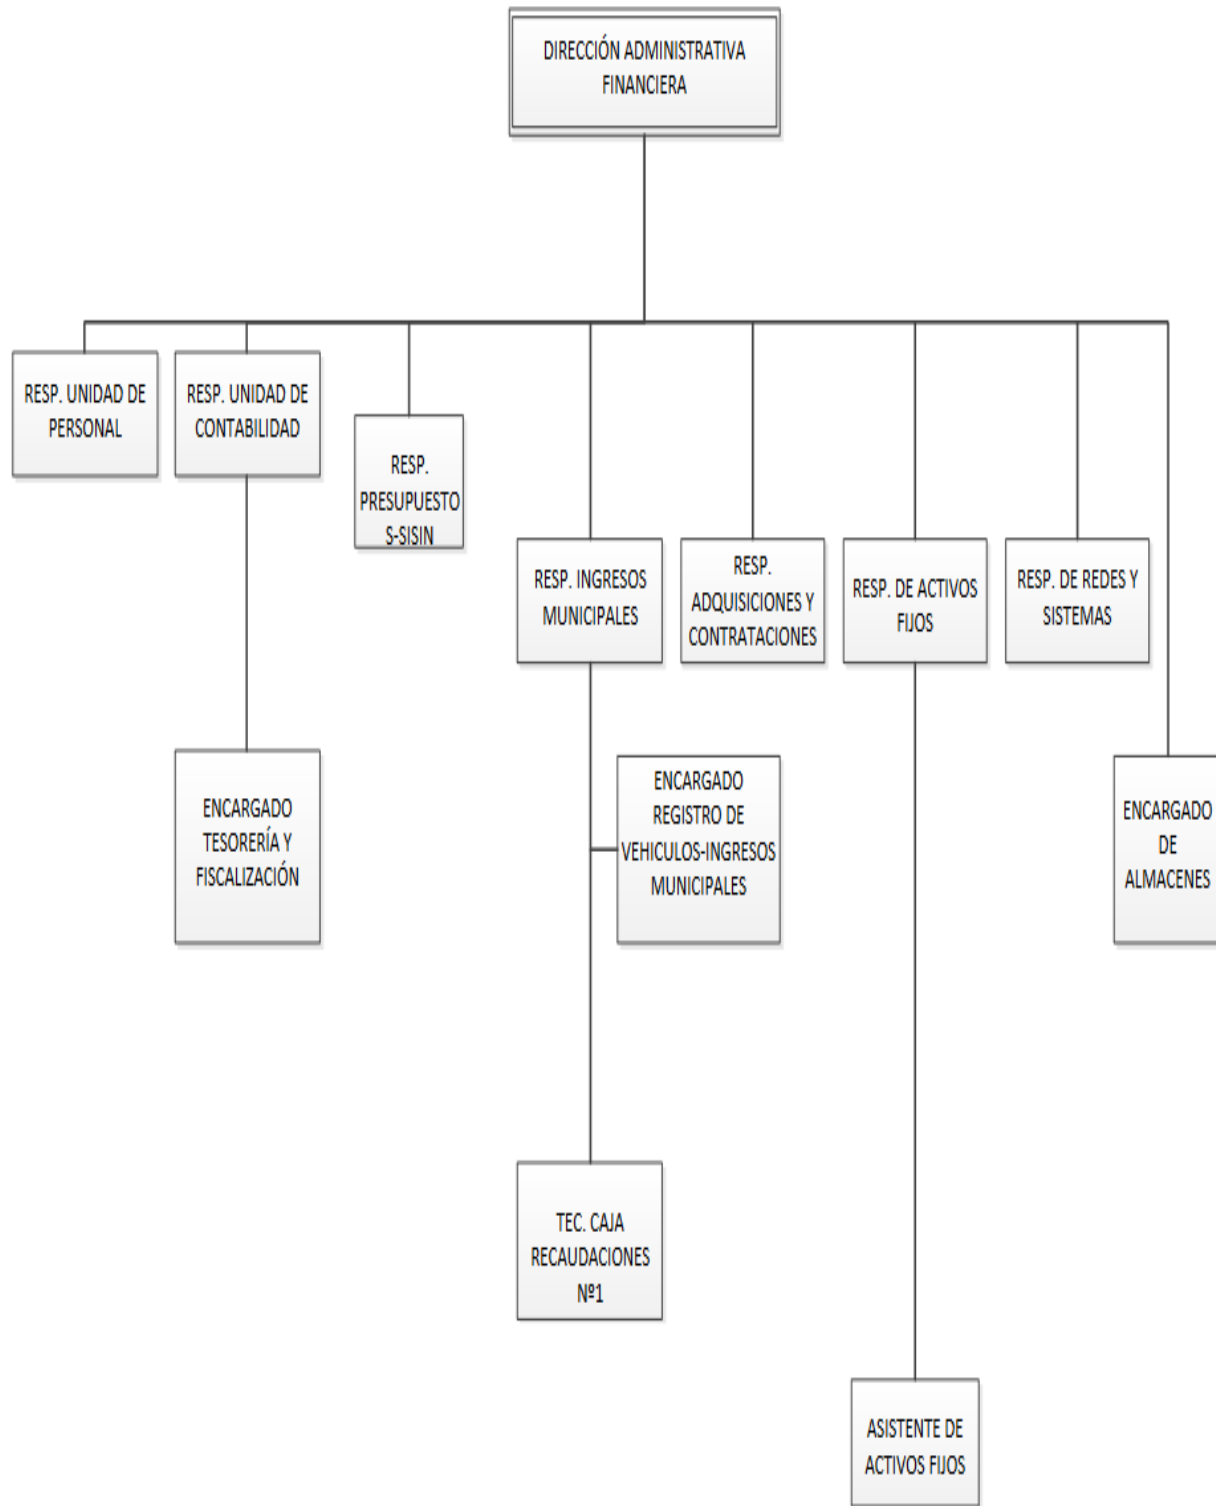 DIRECCIÓN ADMINISTRATIVA
FINANCIERA
RESP. UNIDAD DE
PERSONAL
RESP. UNIDAD DE
CONTABILIDAD
RESP.
PRESUPUESTO
S-SISIN
RESP. INGRESOS
MUNICIPALES
RESP.
ADQUISICIONES Y
CONTRATACIONES
RESP. DE ACTIVOS
FIJOS
RESP. DE REDES Y
SISTEMAS
ENCARGADO
TESORERÍA Y
FISCALIZACIÓN
ENCARGADO
REGISTRO DE
VEHICULOS-INGRESOS
MUNICIPALES
ENCARGADO
DE
ALMACENES
TEC. CAJA
RECAUDACIONES
Nº1
ASISTENTE DE
ACTIVOS FIJOS